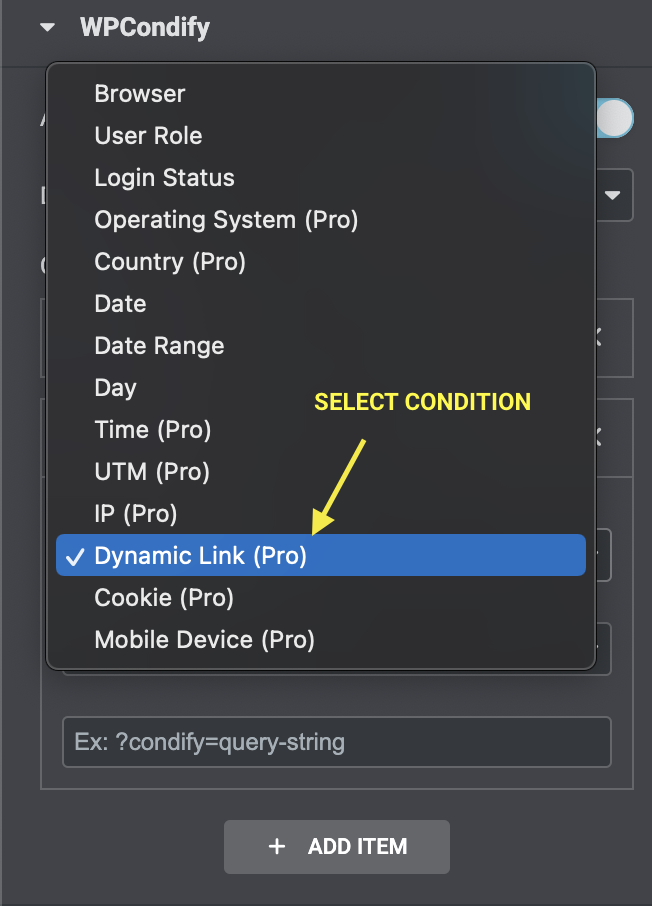 WPCondify
Browser
User Role
Login Status
Operating System (Pro)
Country (Pro)
Date
Date Range
Day
SELECT CONDITION
Time (Pro)
UTM (Pro)
IP (Pro)
Dynamic Link (Pro)
Cookie (Pro)
Mobile Device (Pro)
Ex: ?condify=query-string
+ ADD ITEM